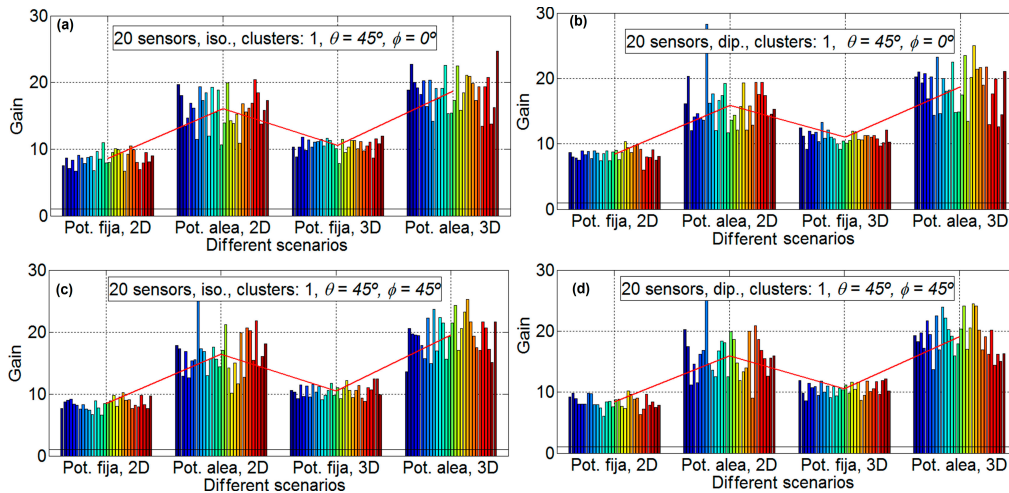 (a)
20 sensors, iso., clusters: 1, θ = 45º, ϕ = 0º
30
20
10
0
Gain
Pot. fija, 2D Pot. alea, 2D Pot. fija, 3D Pot. alea, 3D
Different scenarios
(b)
20 sensors, dip., clusters: 1, θ = 45º, ϕ = 0º
30
20
10
0
Gain
Pot. fija, 2D Pot. alea, 2D Pot. fija, 3D Pot. alea, 3D
Different scenarios
(c)
20 sensors, iso., clusters: 1, θ = 45º, ϕ = 45º
30
20
10
0
Gain
Pot. fija, 2D Pot. alea, 2D Pot. fija, 3D Pot. alea, 3D
Different scenarios
(d)
20 sensors, dip., clusters: 1, θ = 45º, ϕ = 45º
30
20
10
0
Gain
Pot. fija, 2D Pot. alea, 2D Pot. fija, 3D Pot. alea, 3D
Different scenarios